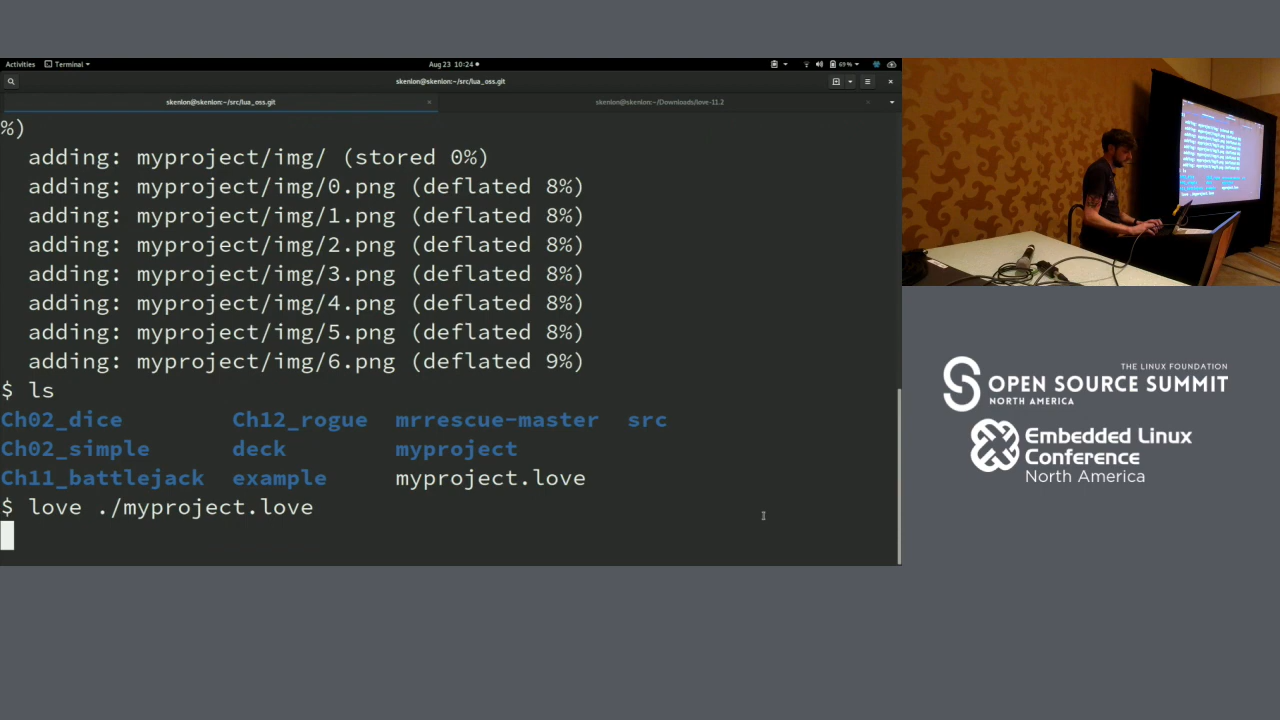 Activities Terminal Aug 23 10:24 69 %
skenlon@skenlon:~/src/lua_oss.git
skenlon@skenlon:~/src/lua_oss.git skenlon@skenlon:~/Downloads/love-11.2
%)
adding: myproject/img/ (stored 0%)
adding: myproject/img/0.png (deflated 8%)
adding: myproject/img/1.png (deflated 8%)
adding: myproject/img/2.png (deflated 8%)
adding: myproject/img/3.png (deflated 8%)
adding: myproject/img/4.png (deflated 8%)
adding: myproject/img/5.png (deflated 8%)
adding: myproject/img/6.png (deflated 9%)
$ ls
Ch02_dice Ch12_rogue mrrescue-master src
Ch02_simple deck myproject
Ch11_battlejack example myproject.love
$ love ./myproject.love
THE LINUX FOUNDATION
OPEN SOURCE SUMMIT
NORTH AMERICA
Embedded Linux
Conference
North America